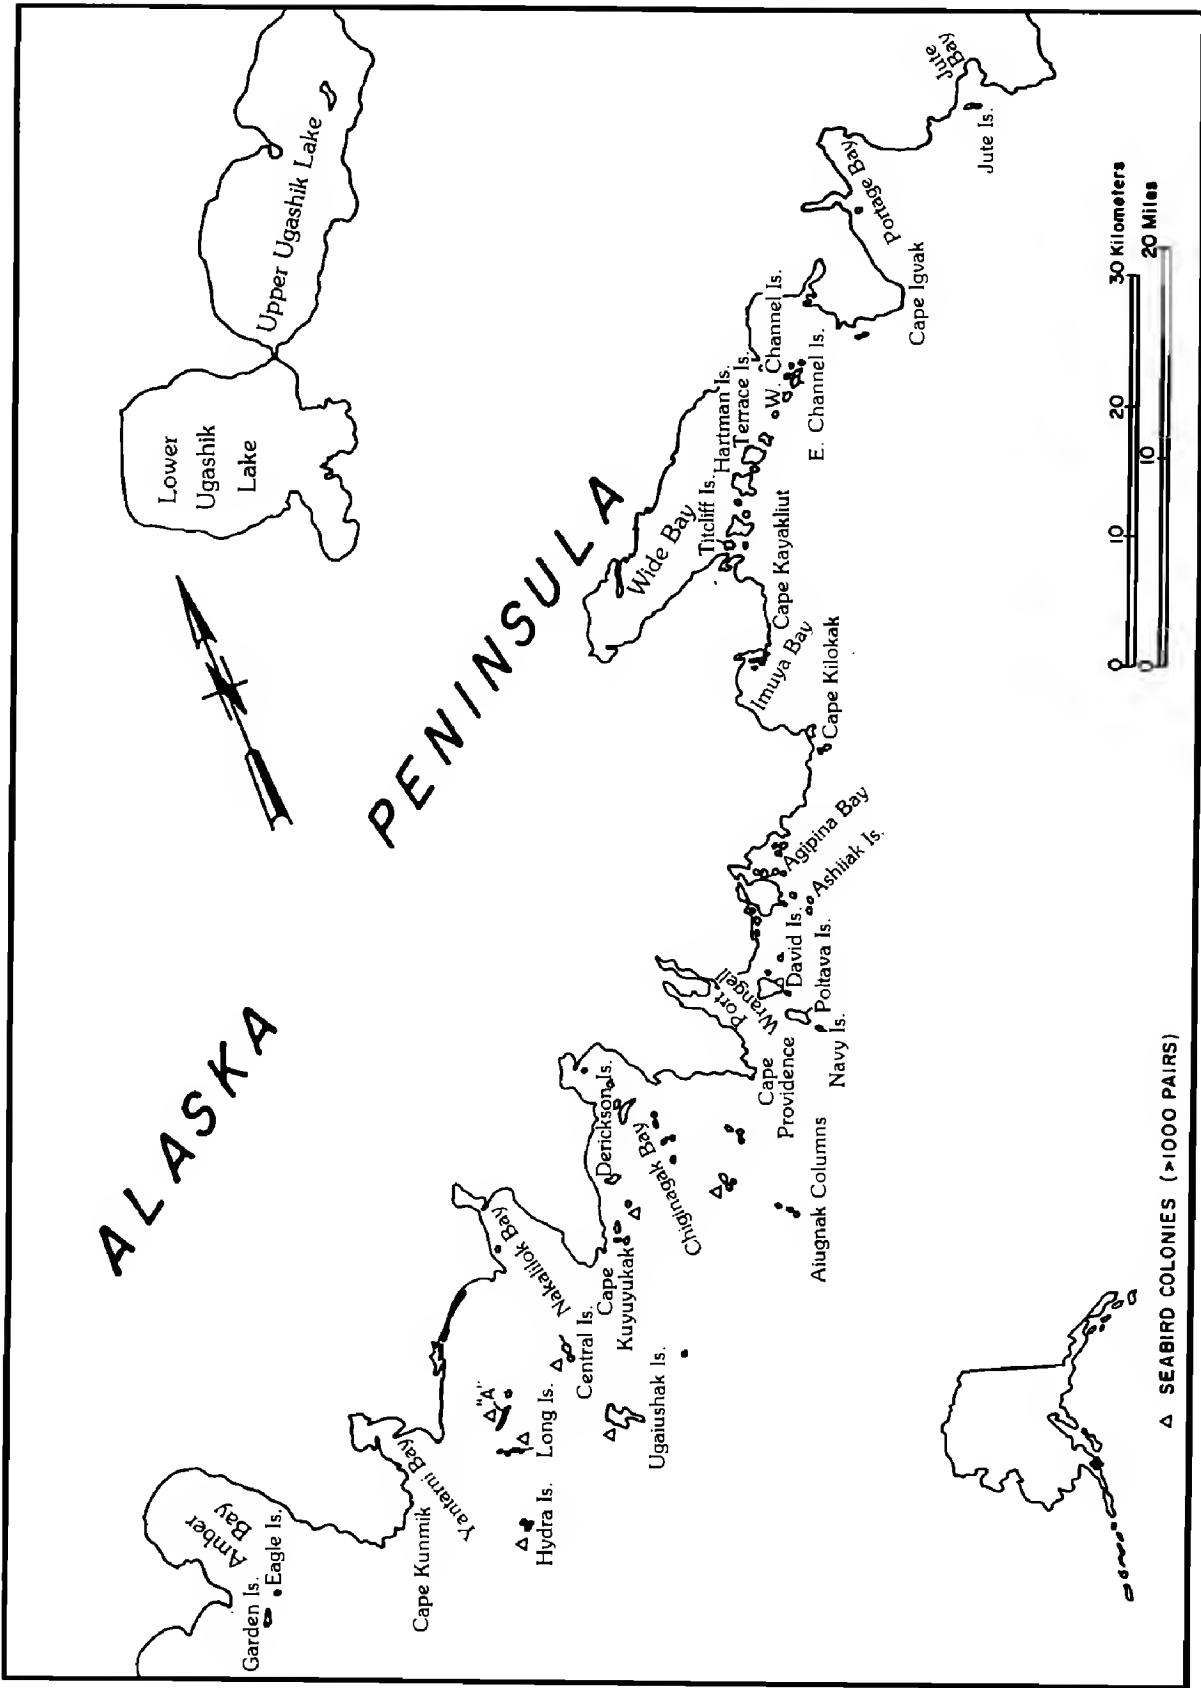 ALASKA
PENINSULA
Lower
Ugashik
Lake
Upper Ugashik Lake
Amber
Bay
Garden Is.
Eagle Is.
Cape Kunmik
Yantarni Bay
Hydra Is.
Long Is.
"A"
Central Is.
Nakalilok Bay
Cape
Kuyuyukak
Ugaiushak Is.
Derickson Is.
Chiginagak Bay
Aiugnak Columns
Cape
Providence
Port
Wrangell
Navy Is.
Poltava Is.
David Is.
Ashiiak Is.
Agipina Bay
Cape Kilokak
Imuya Bay
Cape Kayakliut
Wide Bay
Titcliff Is.
Hartman Is.
Terrace Is.
W. Channel Is.
E. Channel Is.
Cape Igvak
Portage Bay
Jute Is.
Jute
Bay
0 10 20 30 Kilometers
0 10 20 Miles
Δ SEABIRD COLONIES (>1000 PAIRS)